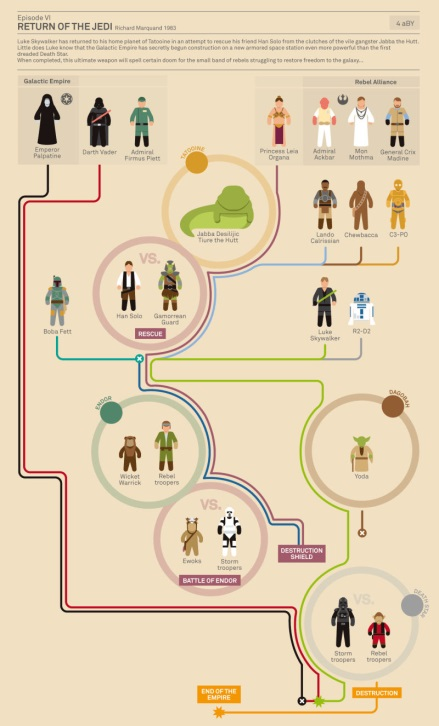 Episode VI
RETURN OF THE JEDI Richard Marquand 1983
4 aBY
Luke Skywalker has returned to his home planet of Tatooine in an attempt to rescue his friend Han Solo from the clutches of the vile gangster Jabba the Hutt.
Little does Luke know that the Galactic Empire has secretly begun construction on a new armored space station even more powerful than the first
dreaded Death Star.
When completed, this ultimate weapon will spell certain doom for the small band of rebels struggling to restore freedom to the galaxy...
Galactic Empire
Rebel Alliance
Emperor
Palpatine
Darth Vader
Admiral
Firmus Piett
Princess Leia
Organa
Admiral
Ackbar
Mon
Mothma
General Crix
Madine
TATOOINE
Jabba Desilijic
Tiure the Hutt
Lando
Calrissian
Chewbacca
C3-PO
VS.
Han Solo
Gamorrean
Guard
RESCUE
Boba Fett
Luke
Skywalker
R2-D2
ENDOR
Wicket
Warrick
Rebel
troopers
DAGOBAH
Yoda
VS.
Ewoks
Storm
troopers
BATTLE OF ENDOR
DESTRUCTION
SHIELD
DEATH STAR
VS.
Storm
troopers
Rebel
troopers
END OF THE
EMPIRE
DESTRUCTION